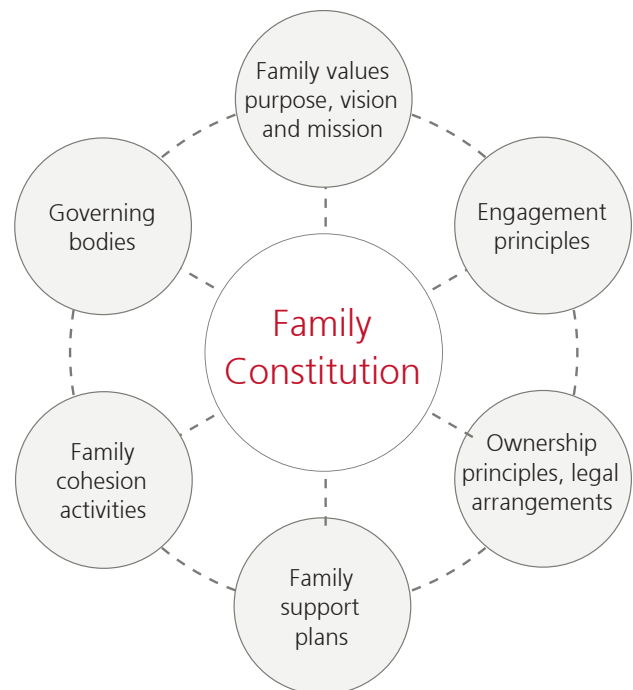 Family values
purpose, vision
and mission
Governing
bodies
Engagement
principles
Family
Constitution
Family
cohesion
activities
Ownership
principles, legal
arrangements
Family
support
plans